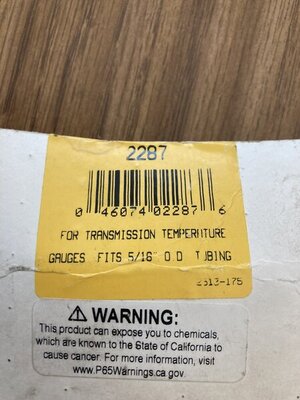 2287
0 46074 02287 6
FOR TRANSMISSION TEMPERATURE
GAUGES FITS 5/16" O D TUBING
2513-175
⚠ WARNING:
This product can expose you to chemicals,
which are known to the State of California to
cause cancer. For more information, visit
www.P65Warnings.ca.gov